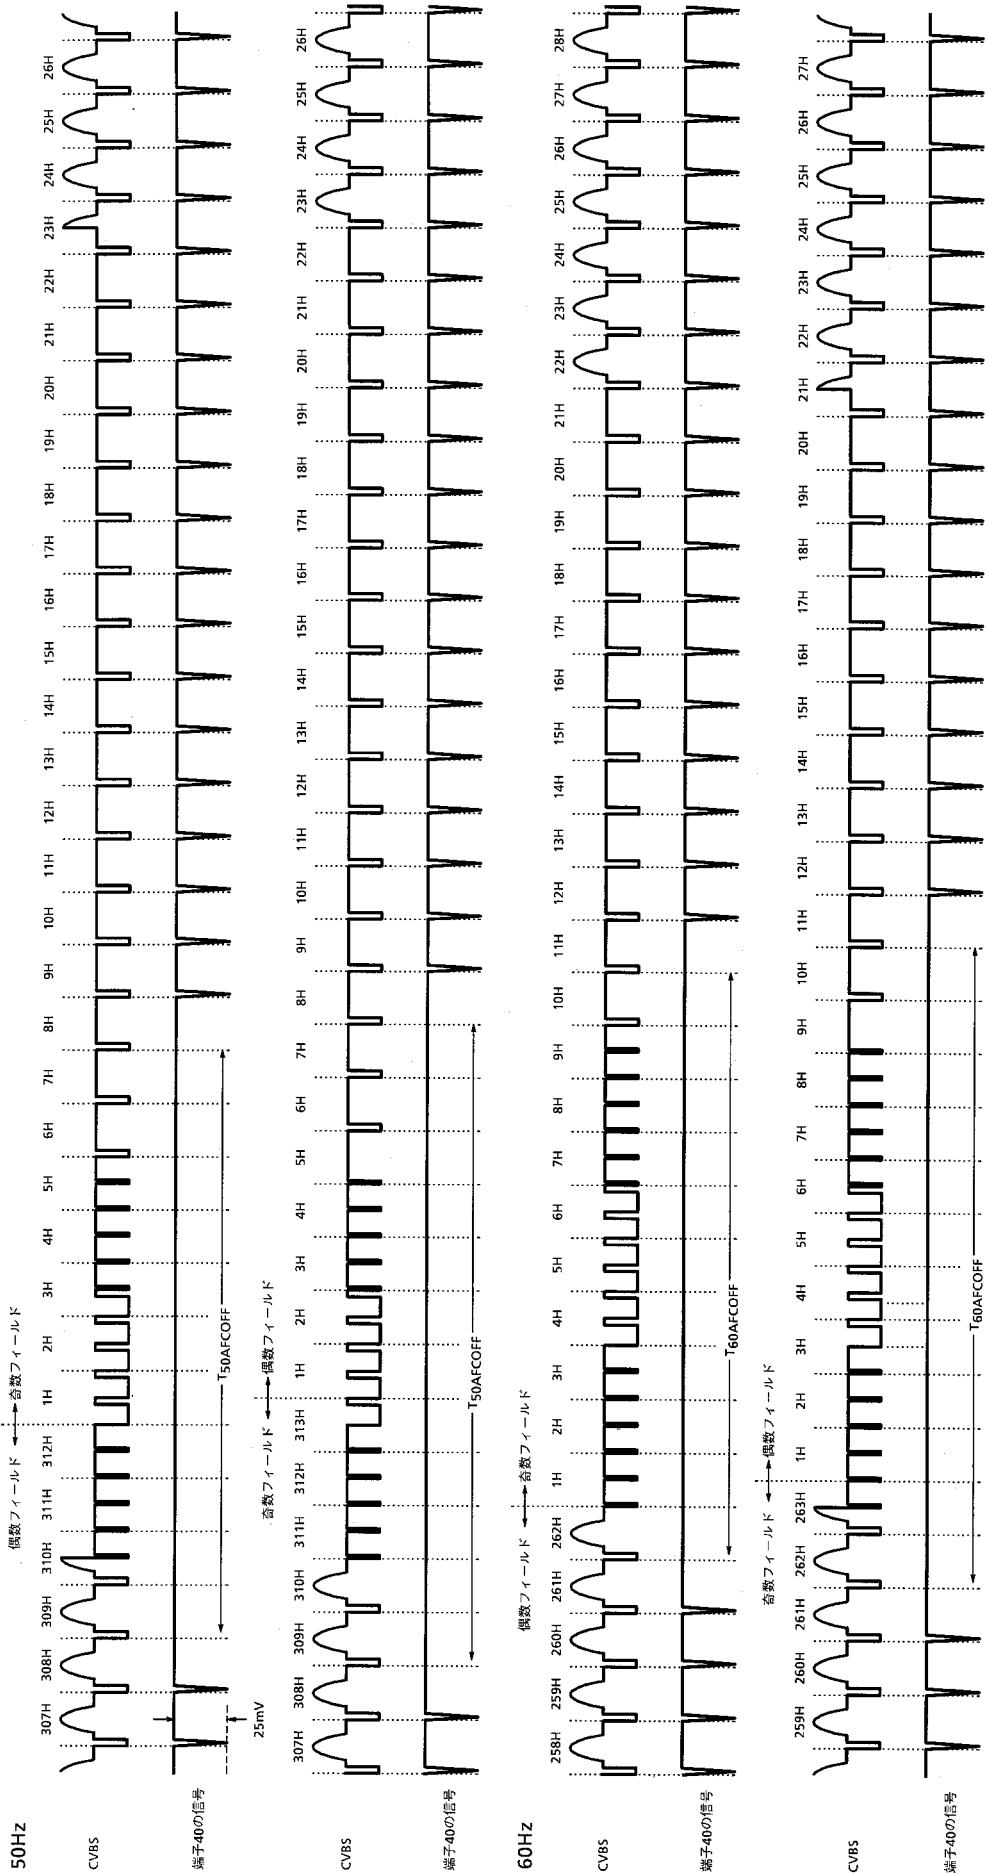 50Hz
偶数フィールド 奇数フィールド
307H 308H 309H 310H 311H 312H 1H 2H 3H 4H 5H 6H 7H 8H 9H 10H 11H 12H 13H 14H 15H 16H 17H 18H 19H 20H 21H 22H 23H 24H 25H 26H
CVBS
端子40の信号
T50AFCOFF
25mV
奇数フィールド 偶数フィールド
307H 308H 309H 310H 311H 312H 313H 1H 2H 3H 4H 5H 6H 7H 8H 9H 10H 11H 12H 13H 14H 15H 16H 17H 18H 19H 20H 21H 22H 23H 24H 25H 26H
CVBS
端子40の信号
T50AFCOFF
60Hz
偶数フィールド 奇数フィールド
258H 259H 260H 261H 262H 1H 2H 3H 4H 5H 6H 7H 8H 9H 10H 11H 12H 13H 14H 15H 16H 17H 18H 19H 20H 21H 22H 23H 24H 25H 26H 27H 28H
CVBS
端子40の信号
T60AFCOFF
奇数フィールド 偶数フィールド
259H 260H 261H 262H 263H 1H 2H 3H 4H 5H 6H 7H 8H 9H 10H 11H 12H 13H 14H 15H 16H 17H 18H 19H 20H 21H 22H 23H 24H 25H 26H 27H
CVBS
端子40の信号
T60AFCOFF